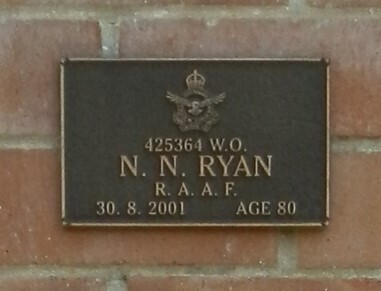 425364 W.O.
N. N. RYAN
R. A. A. F.
30. 8. 2001 AGE 80